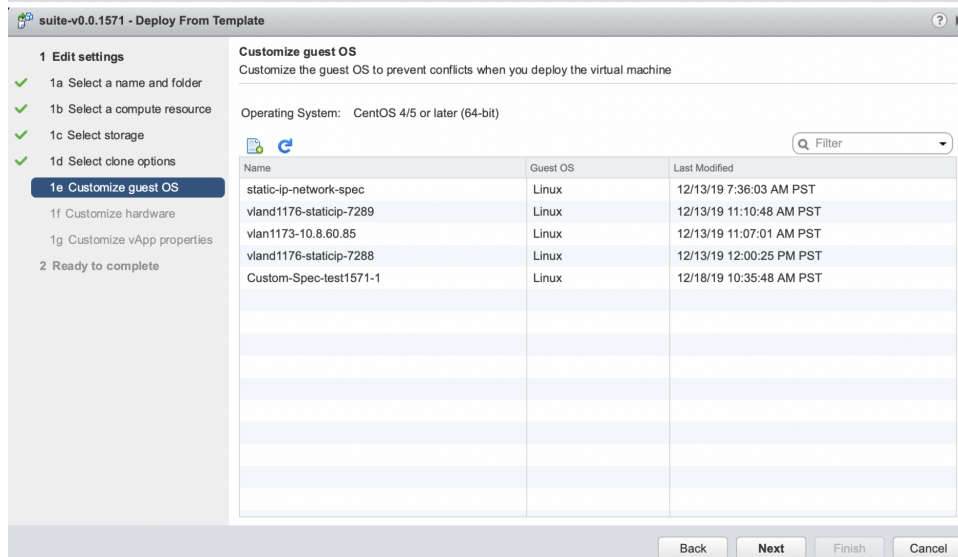 suite-v0.0.1571 - Deploy From Template
?
1 Edit settings
1a Select a name and folder
1b Select a compute resource
1c Select storage
1d Select clone options
1e Customize guest OS
1f Customize hardware
1g Customize vApp properties
2 Ready to complete
Customize guest OS
Customize the guest OS to prevent conflicts when you deploy the virtual machine
Operating System: CentOS 4/5 or later (64-bit)
Filter
Name Guest OS Last Modified
static-ip-network-spec Linux 12/13/19 7:36:03 AM PST
vland1176-staticip-7289 Linux 12/13/19 11:10:48 AM PST
vlan1173-10.8.60.85 Linux 12/13/19 11:07:01 AM PST
vland1176-staticip-7288 Linux 12/13/19 12:00:25 PM PST
Custom-Spec-test1571-1 Linux 12/18/19 10:35:48 AM PST
Back Next Finish Cancel